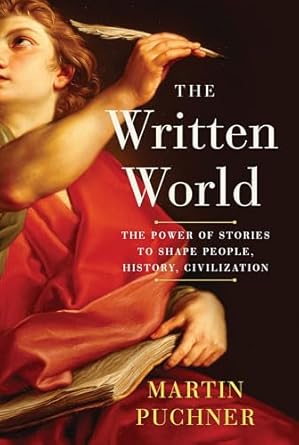 THE
Written
World
THE POWER OF STORIES
TO SHAPE PEOPLE,
HISTORY, CIVILIZATION
MARTIN
PUCHNER